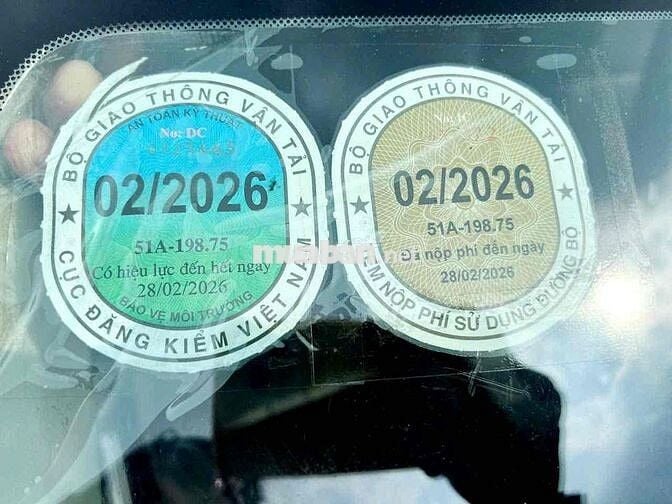 BỘ GIAO THÔNG VẬN TẢI
AN TOÀN KỸ THUẬT
No: DC
02/2026
51A-198.75
Có hiệu lực đến hết ngày
28/02/2026
BẢO VỆ MÔI TRƯỜNG
CỤC ĐĂNG KIỂM VIỆT NAM
BỘ GIAO THÔNG VẬN TẢI
02/2026
51A-198.75
Đã nộp phí đến ngày
28/02/2026
NỘP PHÍ SỬ DỤNG ĐƯỜNG BỘ